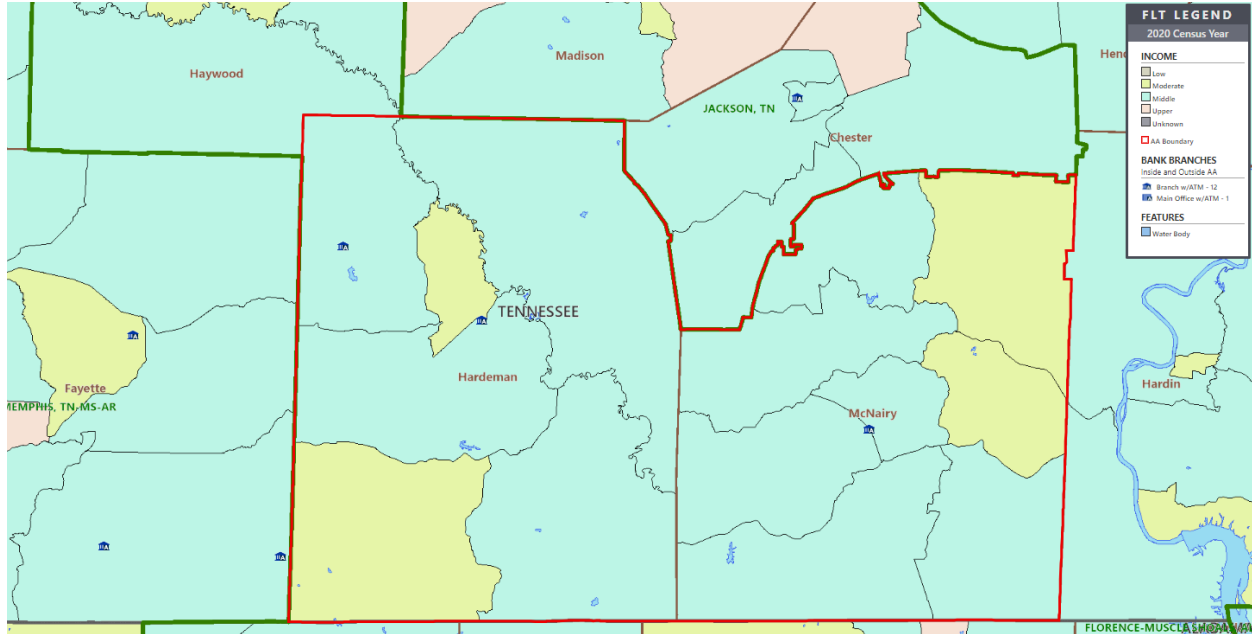 FLT LEGEND
2020 Census Year
INCOME
Low
Moderate
Middle
Upper
Unknown
AA Boundary
BANK BRANCHES
Inside and Outside AA
Branch w/ATM - 12
Main Office w/ATM - 1
FEATURES
Water Body
Haywood
Madison
Hend
JACKSON, TN
Chester
TENNESSEE
Hardeman
Fayette
MEMPHIS, TN-MS-AR
McNairy
Hardin